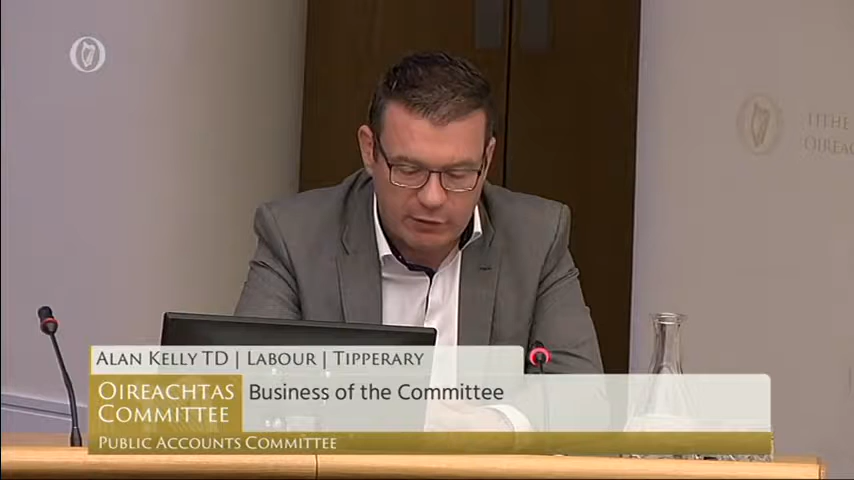 ALAN KELLY TD | LABOUR | TIPPERARY
OIREACHTAS
COMMITTEE
Business of the Committee
PUBLIC ACCOUNTS COMMITTEE